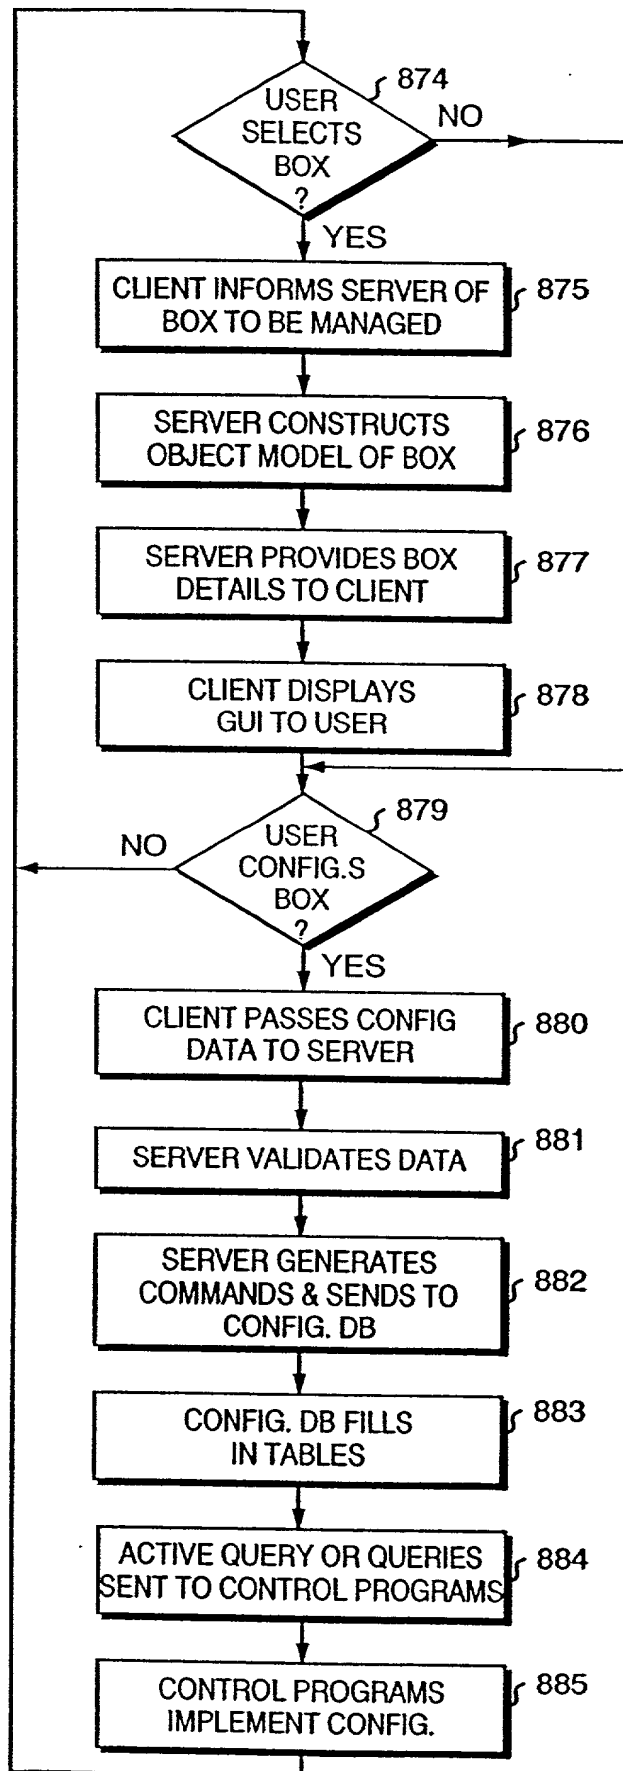 874
USER
SELECTS
BOX
?
NO
YES
CLIENT INFORMS SERVER OF
BOX TO BE MANAGED
875
SERVER CONSTRUCTS
OBJECT MODEL OF BOX
876
SERVER PROVIDES BOX
DETAILS TO CLIENT
877
CLIENT DISPLAYS
GUI TO USER
878
879
USER
CONFIG.S
BOX
?
NO
YES
CLIENT PASSES CONFIG
DATA TO SERVER
880
SERVER VALIDATES DATA
881
SERVER GENERATES
COMMANDS & SENDS TO
CONFIG. DB
882
CONFIG. DB FILLS
IN TABLES
883
ACTIVE QUERY OR QUERIES
SENT TO CONTROL PROGRAMS
884
CONTROL PROGRAMS
IMPLEMENT CONFIG.
885